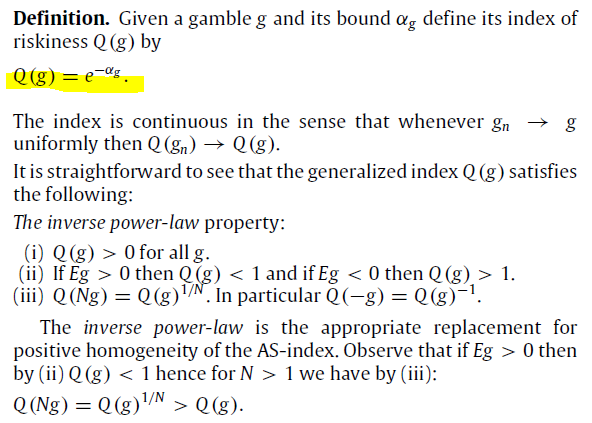 Definition. Given a gamble g and its bound α_g define its index of
riskiness Q (g) by
Q (g) = e^{−α_g}.
The index is continuous in the sense that whenever g_n → g
uniformly then Q (g_n) → Q (g).
It is straightforward to see that the generalized index Q (g) satisfies
the following:
The inverse power-law property:
(i) Q (g) > 0 for all g.
(ii) If Eg > 0 then Q (g) < 1 and if Eg < 0 then Q (g) > 1.
(iii) Q (Ng) = Q (g)^{1/N}. In particular Q (−g) = Q (g)^{−1}.
The inverse power-law is the appropriate replacement for
positive homogeneity of the AS-index. Observe that if Eg > 0 then
by (ii) Q (g) < 1 hence for N > 1 we have by (iii):
Q (Ng) = Q (g)^{1/N} > Q (g).